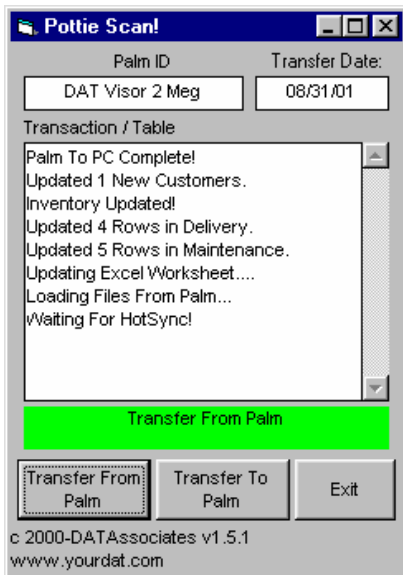 Pottie Scan!
Palm ID
Transfer Date:
DAT Visor 2 Meg
08/31/01
Transaction / Table
Palm To PC Complete!
Updated 1 New Customers.
Inventory Updated!
Updated 4 Rows in Delivery.
Updated 5 Rows in Maintenance.
Updating Excel Worksheet....
Loading Files From Palm...
Waiting For HotSync!
Transfer From Palm
Transfer From
Palm
Transfer To
Palm
Exit
c 2000-DATAssociates v1.5.1
www.yourdat.com